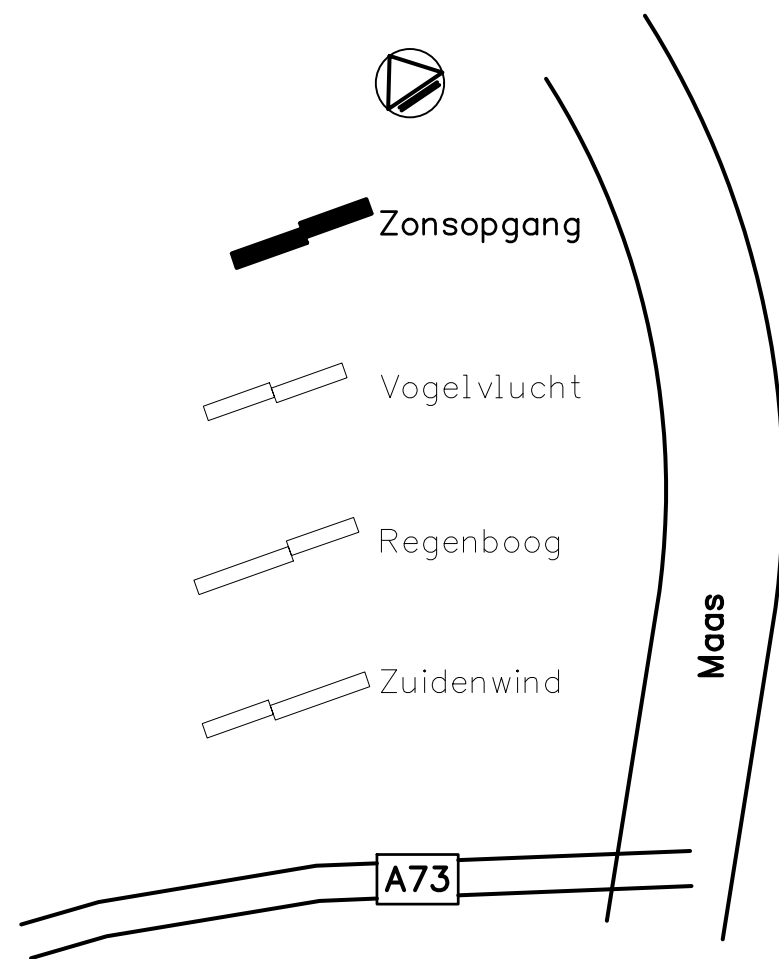 Zonsopgang
Vogelvlucht
Regenboog
Maas
Zuidenwind
A73